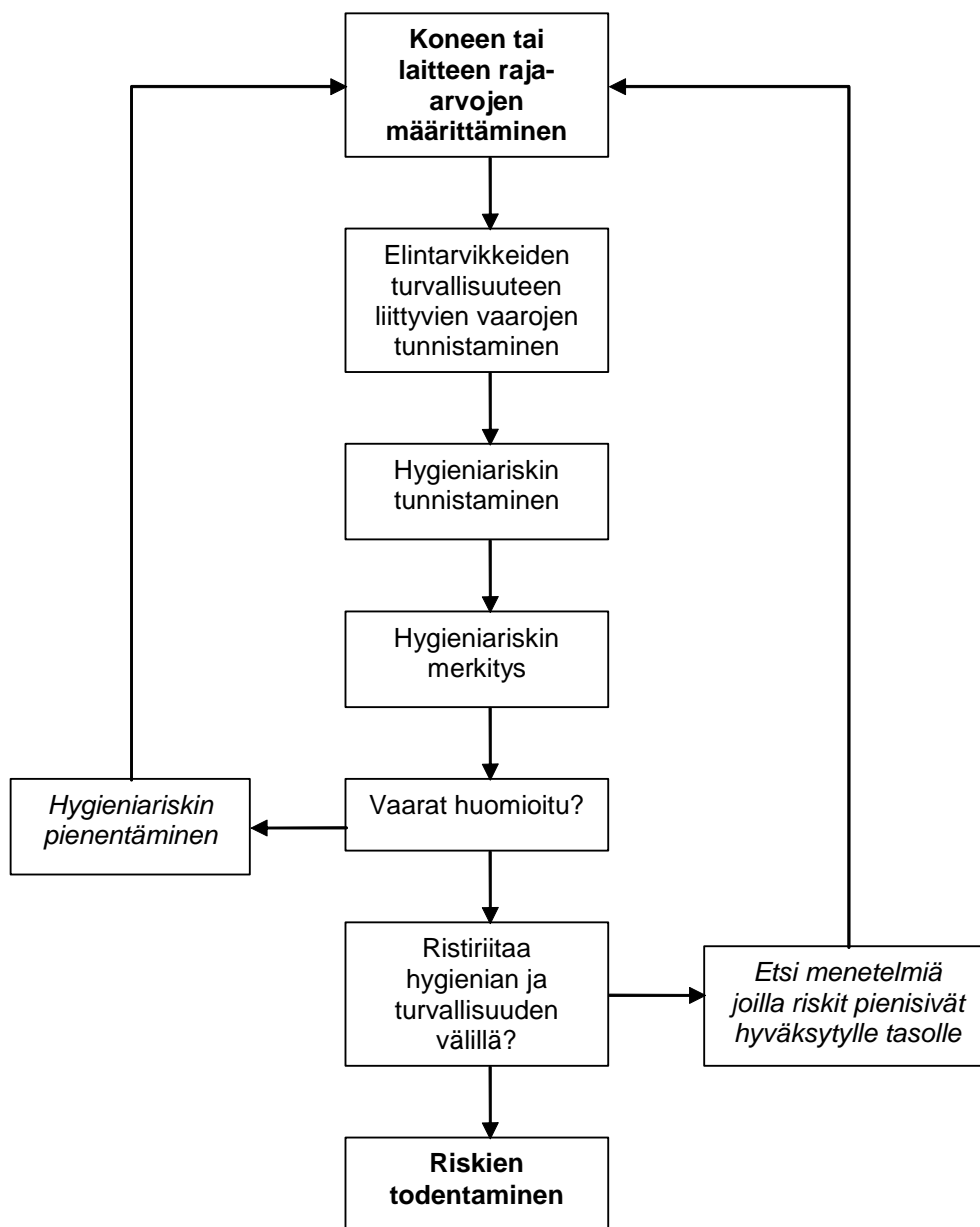 Koneen tai
laitteen raja-
arvojen
määrittäminen
Elintarvikkeiden
turvallisuuteen
liittyvien vaarojen
tunnistaminen
Hygieniariskin
tunnistaminen
Hygieniariskin
merkitys
Vaarat huomioitu?
Hygieniariskin
pienentäminen
Ristiriitaa
hygienian ja
turvallisuuden
välillä?
Etsi menetelmiä
joilla riskit pienisivät
hyväksytylle tasolle
Riskien
todentaminen